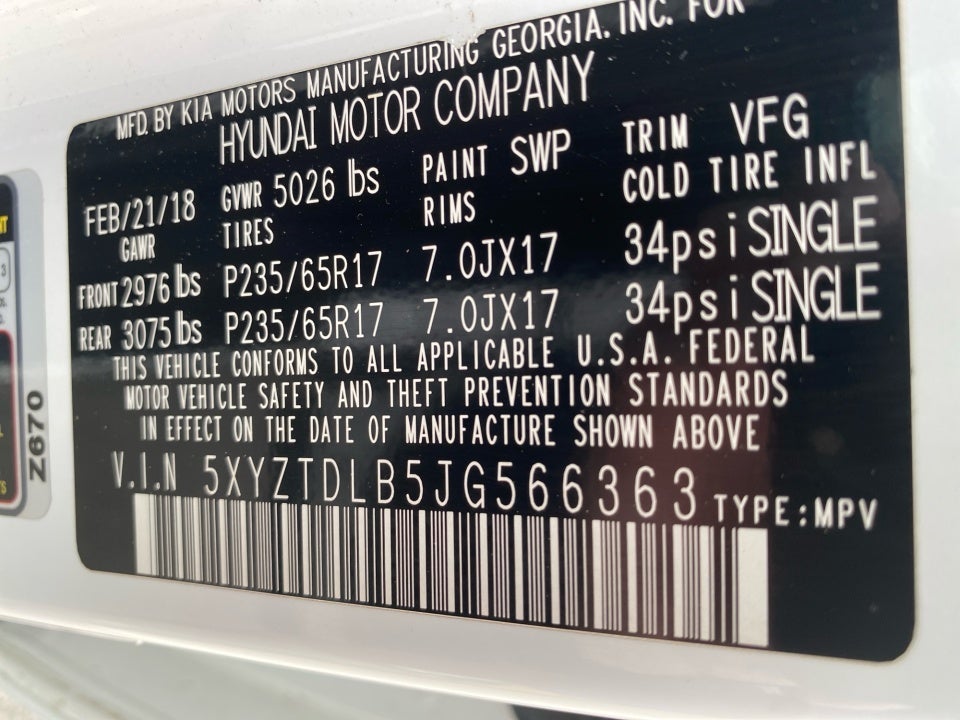 MFD. BY KIA MOTORS MANUFACTURING GEORGIA. INC. FOR
HYUNDAI MOTOR COMPANY
FEB/21/18 GVWR 5026 lbs PAINT SWP TRIM VFG
GAWR TIRES RIMS COLD TIRE INFL
FRONT 2976 lbs P235/65R17 7.0JX17 34psi SINGLE
REAR 3075 lbs P235/65R17 7.0JX17 34psi SINGLE
THIS VEHICLE CONFORMS TO ALL APPLICABLE U.S.A. FEDERAL
MOTOR VEHICLE SAFETY AND THEFT PREVENTION STANDARDS
IN EFFECT ON THE DATE OF MANUFACTURE SHOWN ABOVE
V.I.N 5XYZTDLB5JG566363 TYPE:MPV
Z670